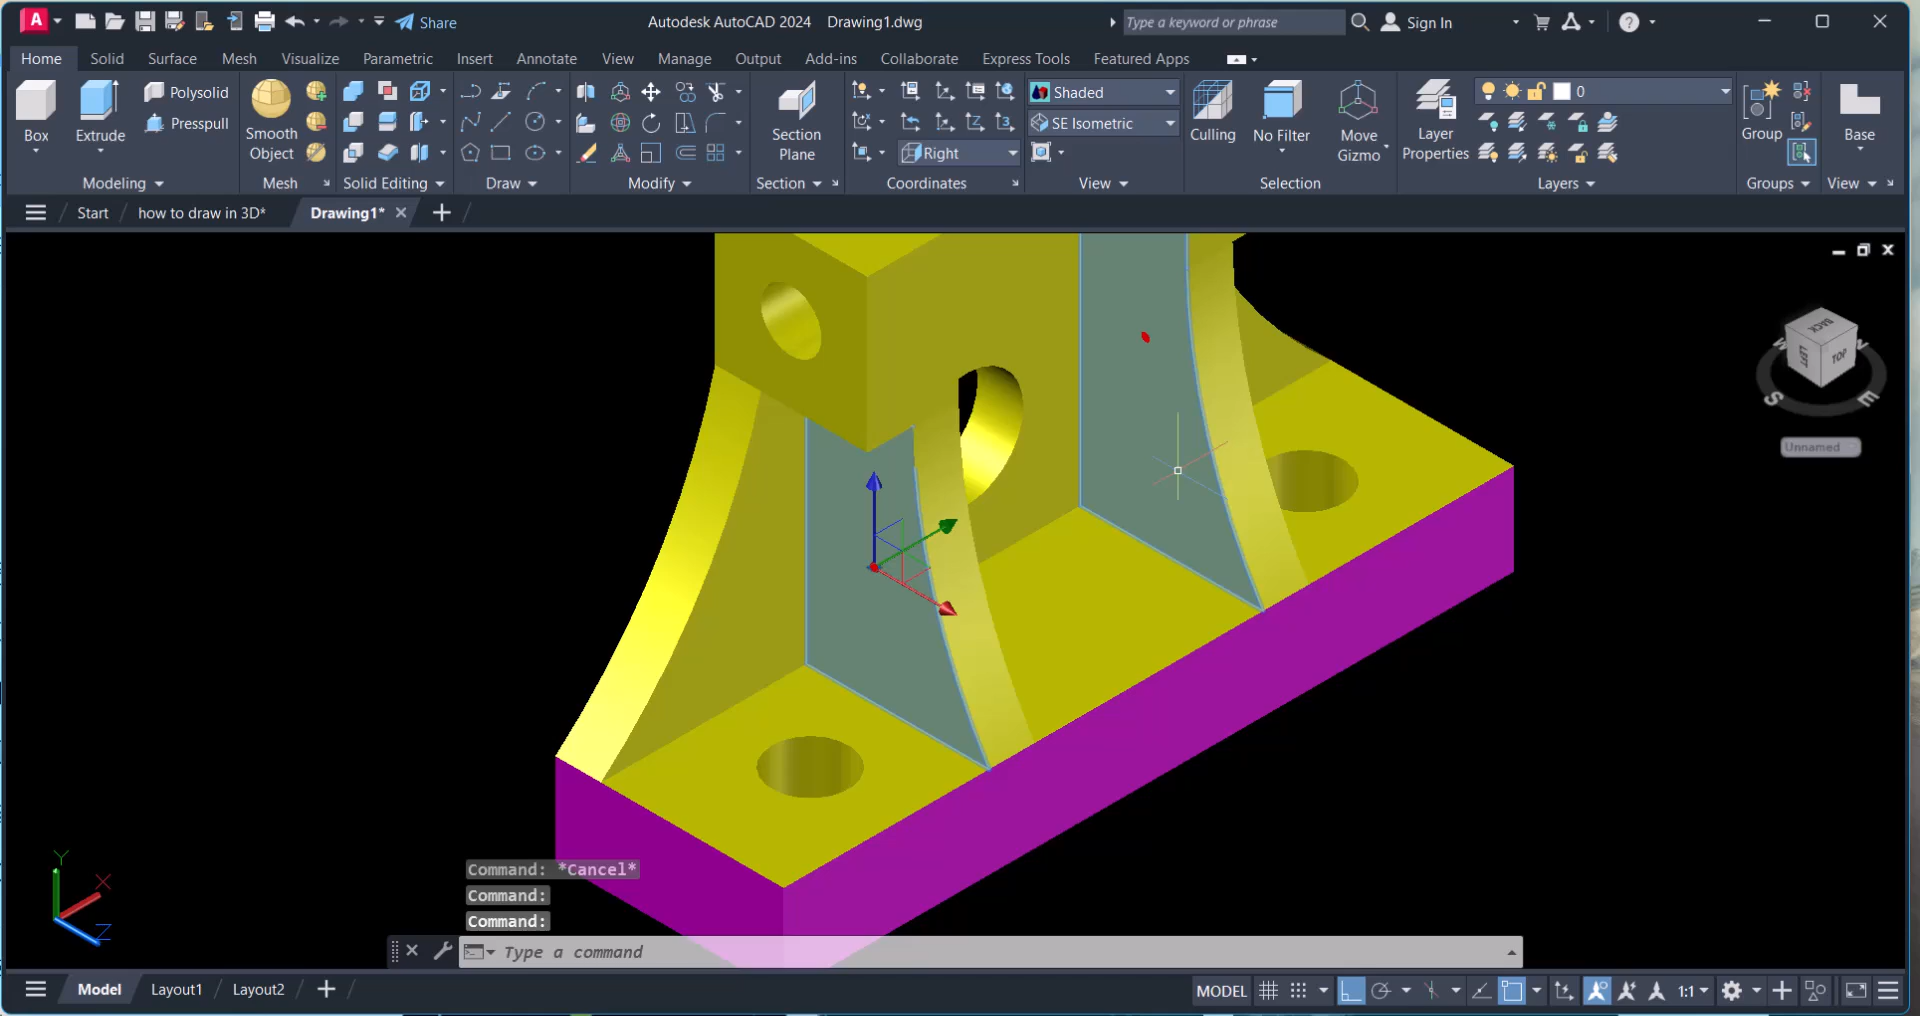 A
Share
Autodesk AutoCAD 2024 Drawing1.dwg
Type a keyword or phrase
Sign In
?
Home Solid Surface Mesh Visualize Parametric Insert Annotate View Manage Output Add-ins Collaborate Express Tools Featured Apps
Box
Extrude
Polysolid
Presspull
Smooth
Object
Section
Plane
Right
Shaded
SE Isometric
Culling
No Filter
Move
Gizmo
Layer
Properties
0
Group
Base
Modeling Mesh Solid Editing Draw Modify Section Coordinates View Selection Layers Groups View
Start how to draw in 3D* Drawing1*
BACK
LEFT TOP
N
W
S E
Unnamed
Y
X
Z
Command: *Cancel*
Command:
Command:
Type a command
Model Layout1 Layout2
MODEL
1:1